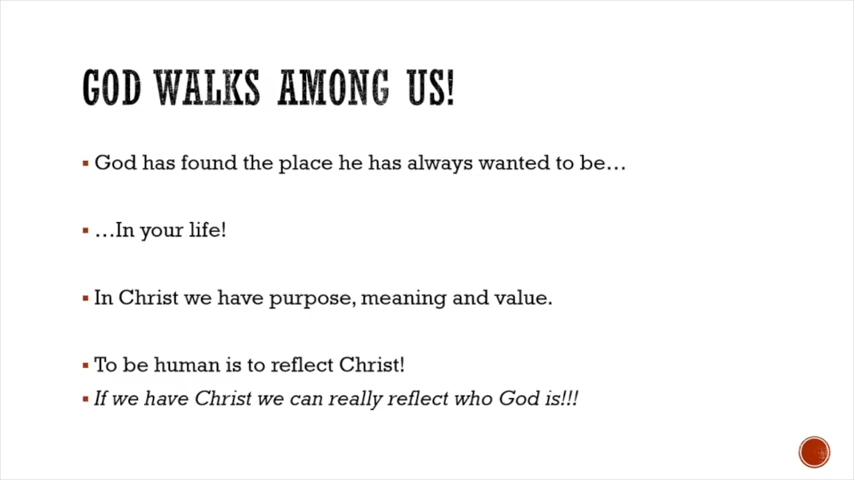 GOD WALKS AMONG US!
▪ God has found the place he has always wanted to be…
▪ …In your life!
▪ In Christ we have purpose, meaning and value.
▪ To be human is to reflect Christ!
▪ If we have Christ we can really reflect who God is!!!